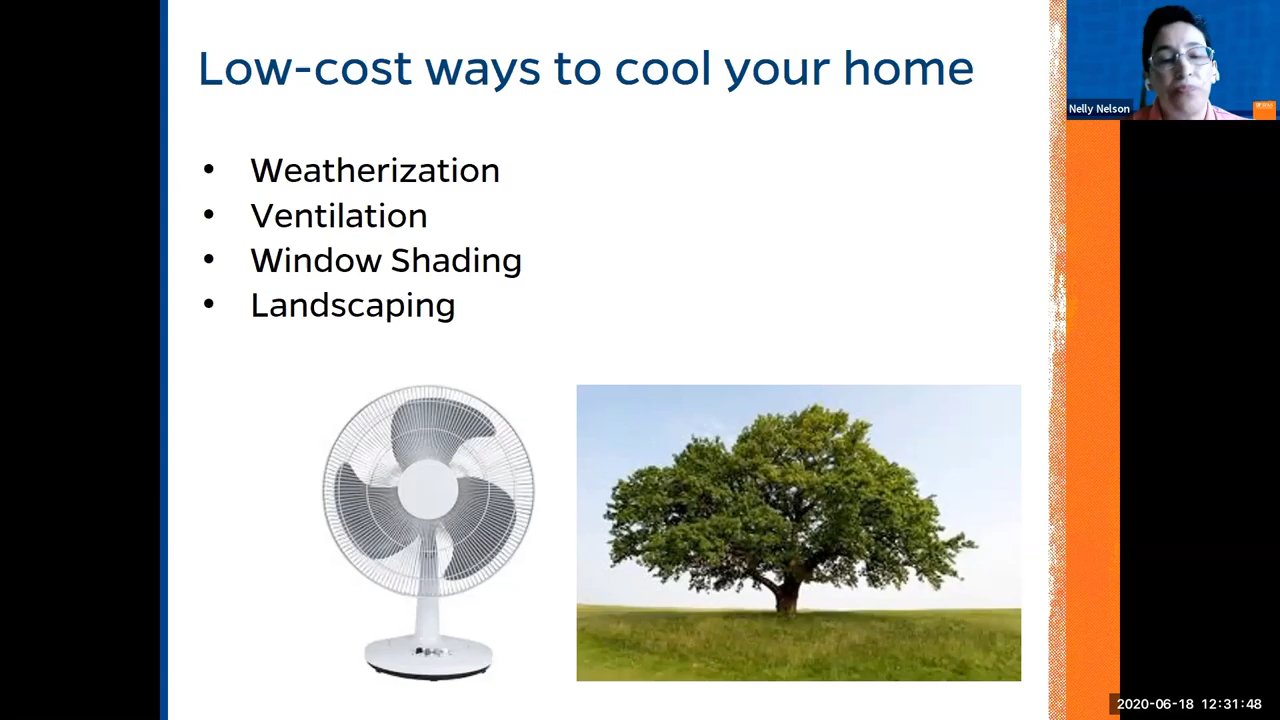 Low-cost ways to cool your home
• Weatherization
• Ventilation
• Window Shading
• Landscaping
Nelly Nelson
2020-06-18 12:31:48